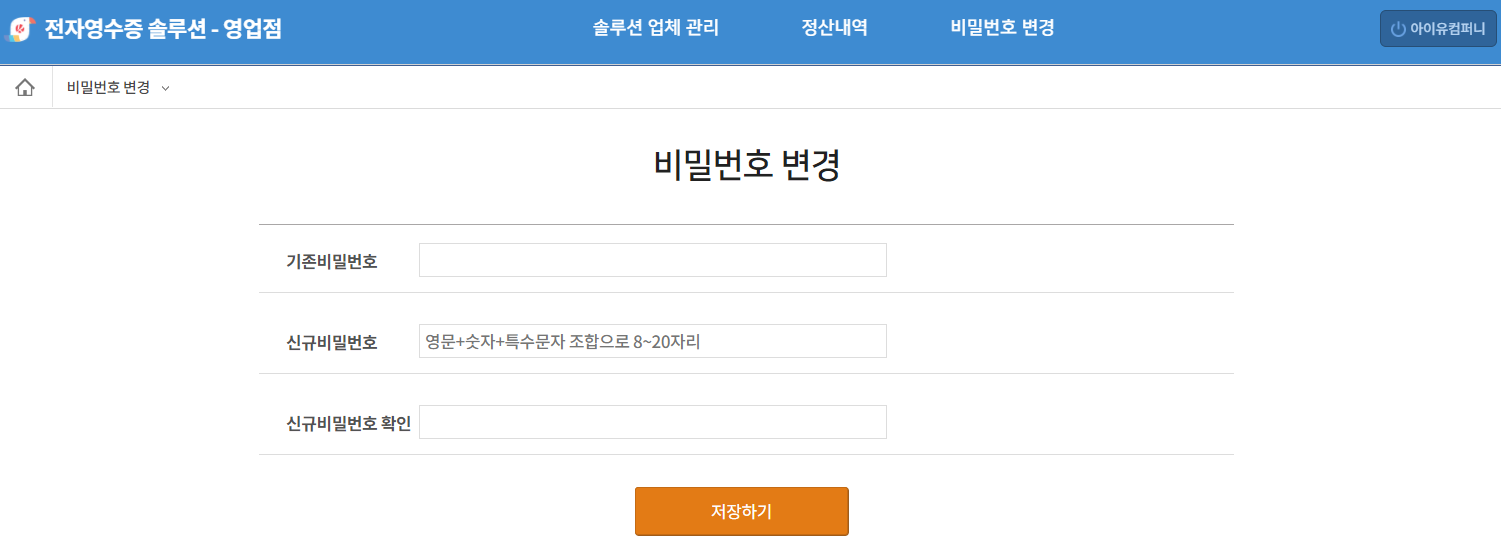 전자영수증 솔루션 - 영업점
솔루션 업체 관리
정산내역
비밀번호 변경
아이유컴퍼니
비밀번호 변경
비밀번호 변경
기존비밀번호
신규비밀번호
영문+숫자+특수문자 조합으로 8~20자리
신규비밀번호 확인
저장하기